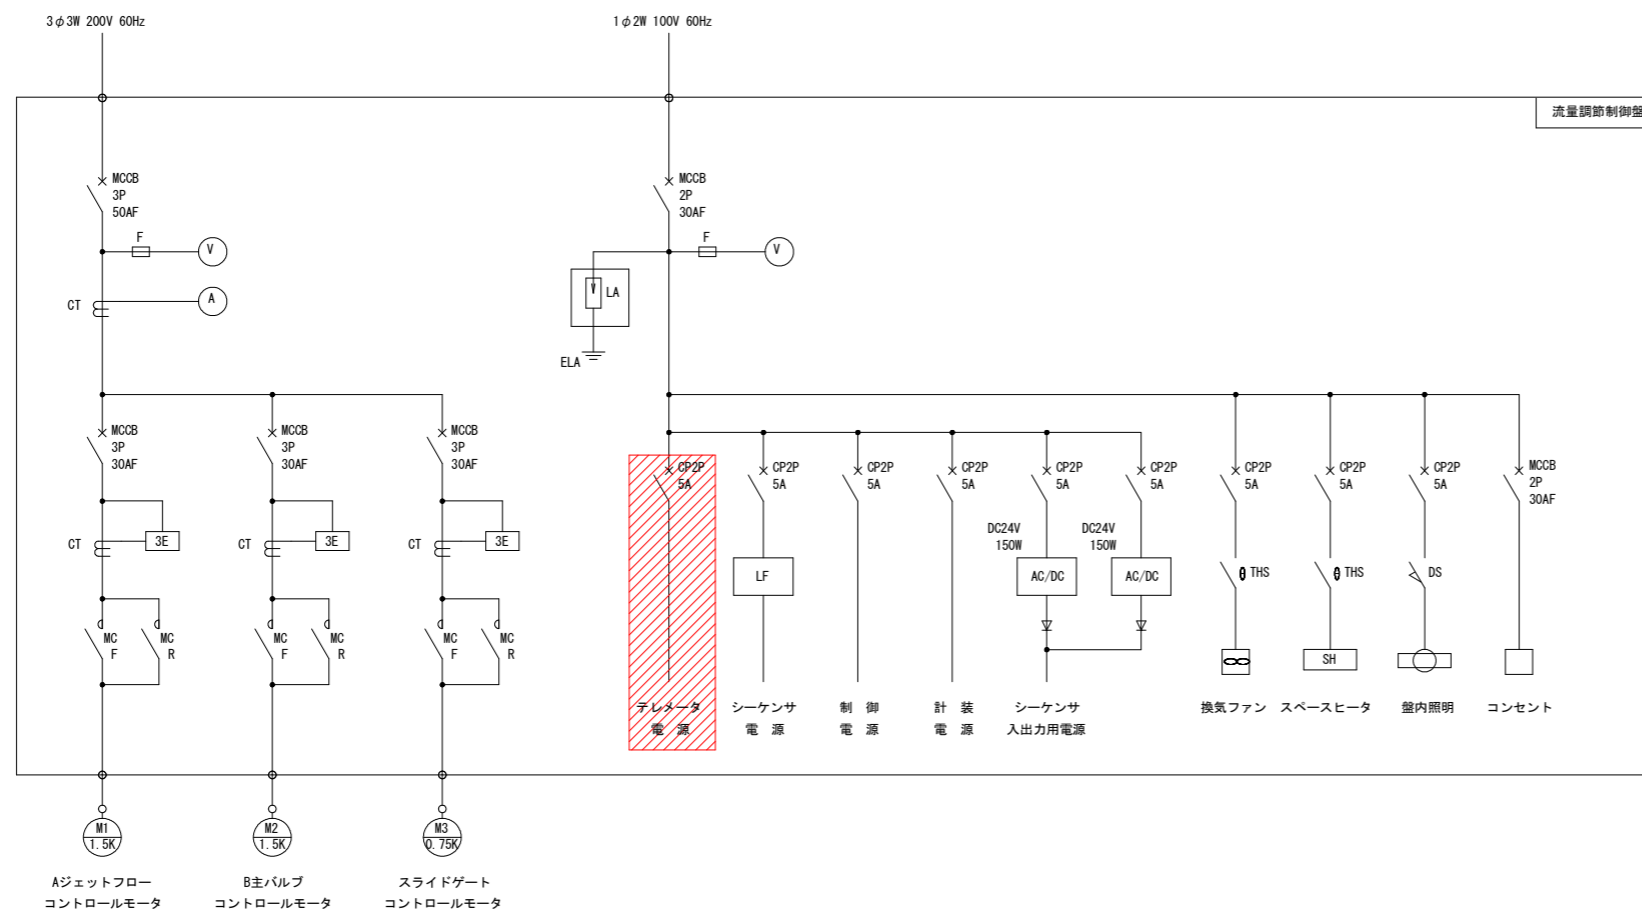 3φ3W 200V 60Hz
1φ2W 100V 60Hz
流量調節制御盤
MCCB
3P
50AF
MCCB
2P
30AF
F
V
F
V
CT
A
LA
ELA
MCCB
3P
30AF
MCCB
3P
30AF
MCCB
3P
30AF
CP2P
5A
CP2P
5A
CP2P
5A
CP2P
5A
CP2P
5A
CP2P
5A
CP2P
5A
CP2P
5A
CP2P
5A
MCCB
2P
30AF
CT
3E
CT
3E
CT
3E
DC24V
150W
DC24V
150W
LF
AC/DC
AC/DC
θ THS
θ THS
DS
MC
F
MC
R
MC
F
MC
R
MC
F
MC
R
SH
テレメータ
電 源
シーケンサ
電 源
制 御
電 源
計 装
電 源
シーケンサ
入出力用電源
換気ファン
スペースヒータ
盤内照明
コンセント
M1
1.5K
M2
1.5K
M3
0.75K
Aジェットフロー
コントロールモータ
B主バルブ
コントロールモータ
スライドゲート
コントロールモータ